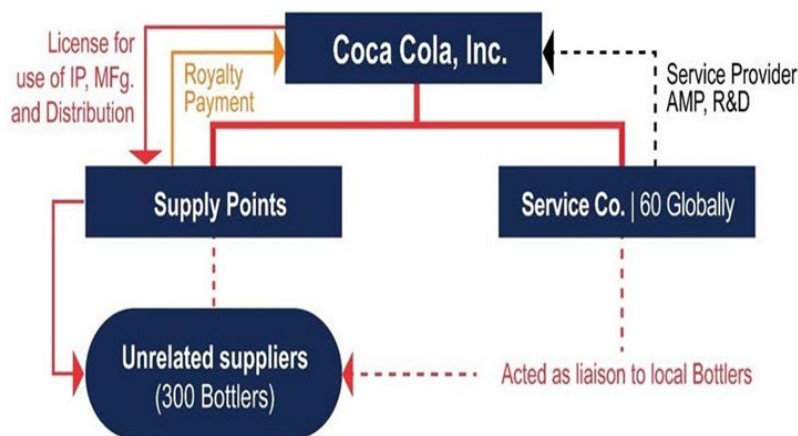 Coca Cola, Inc.
License for
use of IP, MFg.
and Distribution
Royalty
Payment
Service Provider
AMP, R&D
Supply Points
Service Co. | 60 Globally
Unrelated suppliers
(300 Bottlers)
Acted as liaison to local Bottlers